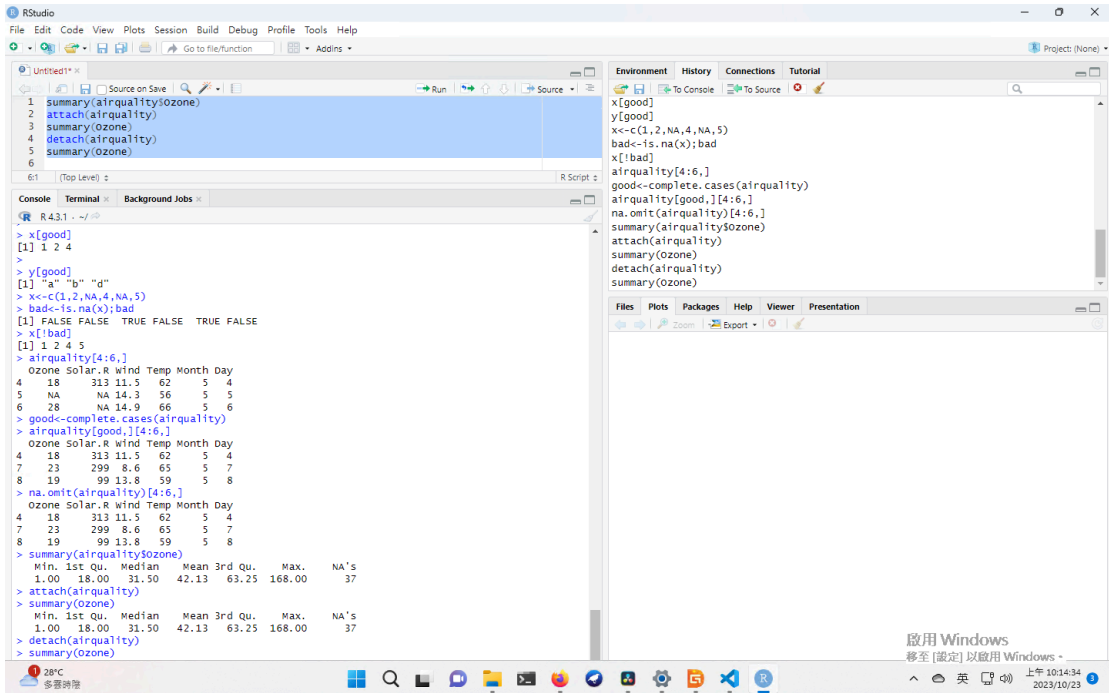 RStudio
File Edit Code View Plots Session Build Debug Profile Tools Help
Go to file/function Addins Project: (None)
Untitled1*
Source on Save Run Source
1 summary(airquality$Ozone)
2 attach(airquality)
3 summary(Ozone)
4 detach(airquality)
5 summary(Ozone)
6
6:1 (Top Level) R Script
Console Terminal Background Jobs
R 4.3.1 · ~/
> x[good]
[1] 1 2 4
>
> y[good]
[1] "a" "b" "d"
> x<-c(1,2,NA,4,NA,5)
> bad<-is.na(x);bad
[1] FALSE FALSE  TRUE FALSE  TRUE FALSE
> x[!bad]
[1] 1 2 4 5
> airquality[4:6,]
Ozone Solar.R Wind Temp Month Day
4 18 313 11.5 62 5 4
5 NA NA 14.3 56 5 5
6 28 NA 14.9 66 5 6
> good<-complete.cases(airquality)
> airquality[good,][4:6,]
Ozone Solar.R Wind Temp Month Day
4 18 313 11.5 62 5 4
7 23 299 8.6 65 5 7
8 19 99 13.8 59 5 8
> na.omit(airquality)[4:6,]
Ozone Solar.R Wind Temp Month Day
4 18 313 11.5 62 5 4
7 23 299 8.6 65 5 7
8 19 99 13.8 59 5 8
> summary(airquality$Ozone)
Min. 1st Qu. Median Mean 3rd Qu. Max. NA's
1.00 18.00 31.50 42.13 63.25 168.00 37
> attach(airquality)
> summary(Ozone)
Min. 1st Qu. Median Mean 3rd Qu. Max. NA's
1.00 18.00 31.50 42.13 63.25 168.00 37
> detach(airquality)
> summary(Ozone)
Environment History Connections Tutorial
To Console To Source
x[good]
y[good]
x<-c(1,2,NA,4,NA,5)
bad<-is.na(x);bad
x[!bad]
airquality[4:6,]
good<-complete.cases(airquality)
airquality[good,][4:6,]
na.omit(airquality)[4:6,]
summary(airquality$Ozone)
attach(airquality)
summary(Ozone)
detach(airquality)
summary(Ozone)
Files Plots Packages Help Viewer Presentation
Zoom Export
啟用 Windows
移至 [設定] 以啟用 Windows。
1
28°C
多雲時陰
英
上午 10:14:34
2023/10/23
3